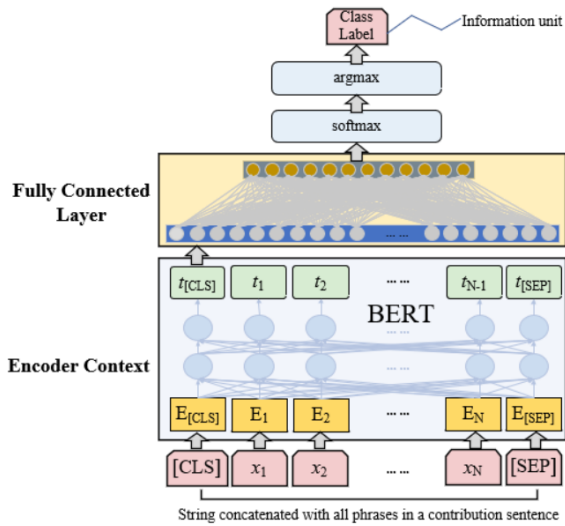 Class
Label
Information unit
argmax
softmax
Fully Connected
Layer
... ...
t[CLS] t1 t2 ... ... tN-1 t[SEP]
BERT
... ...
Encoder Context
... ...
E[CLS] E1 E2 ... ... EN E[SEP]
[CLS] x1 x2 ... ... xN [SEP]
String concatenated with all phrases in a contribution sentence